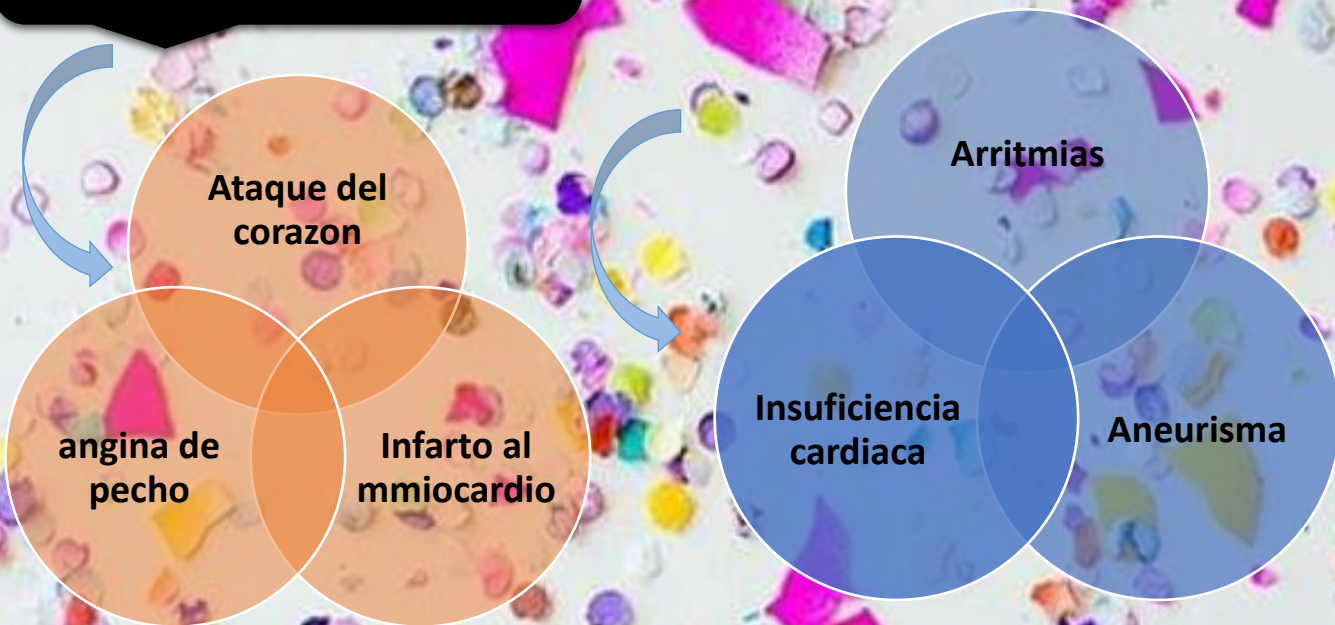 Ataque del
corazon
angina de
pecho
Infarto al
mmiocardio
Arritmias
Insuficiencia
cardiaca
Aneurisma